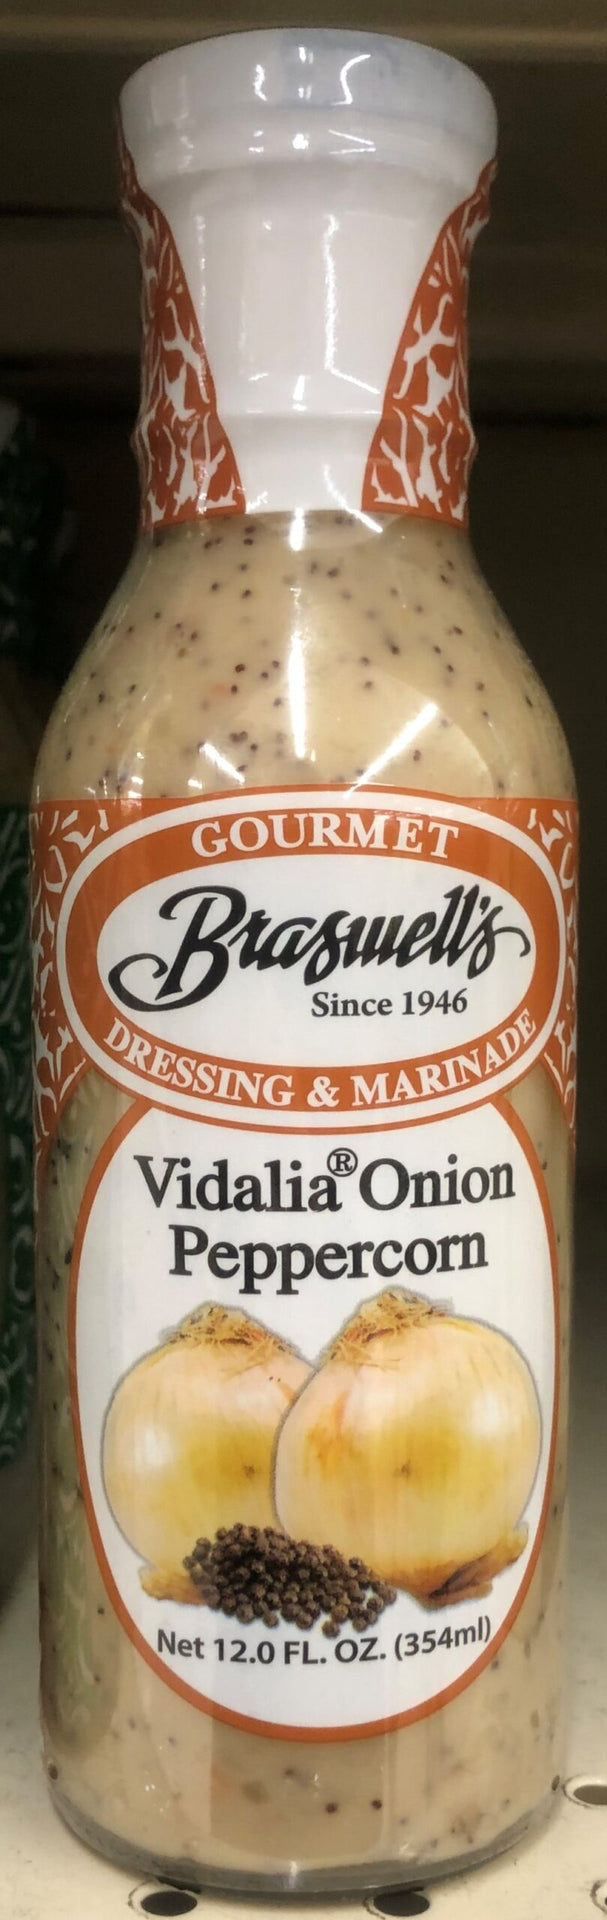 GOURMET
Braswell's
Since 1946
DRESSING & MARINADE
Vidalia® Onion
Peppercorn
Net 12.0 FL. OZ. (354ml)